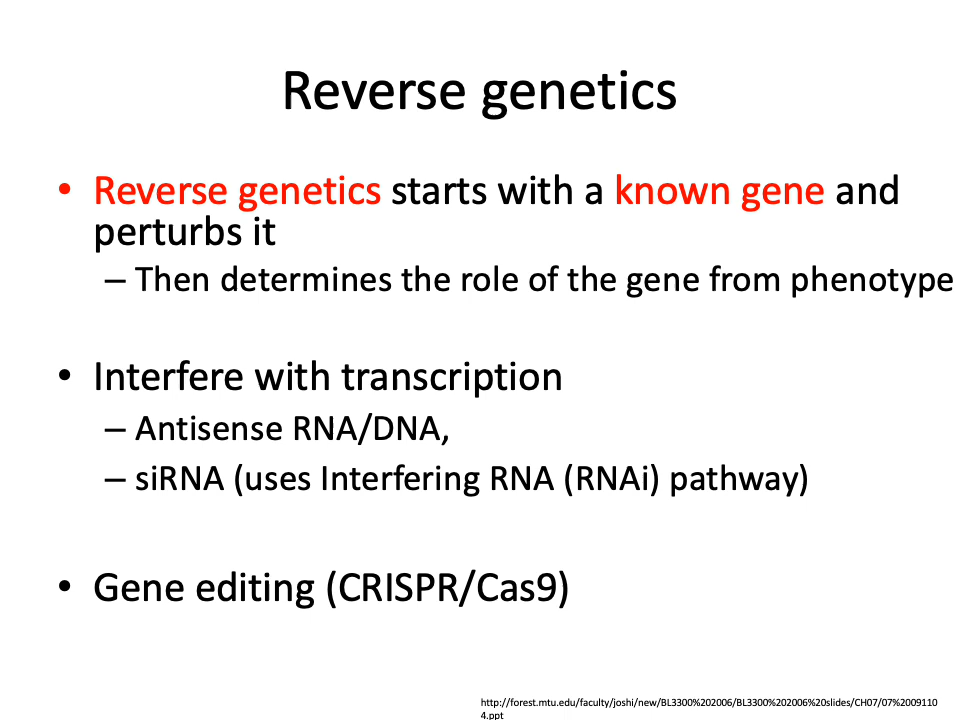 Reverse genetics
• Reverse genetics starts with a known gene and
perturbs it
– Then determines the role of the gene from phenotype
• Interfere with transcription
– Antisense RNA/DNA,
– siRNA (uses Interfering RNA (RNAi) pathway)
• Gene editing (CRISPR/Cas9)
http://forest.mtu.edu/faculty/joshi/new/BL3300%202006/BL3300%202006%20slides/CH07/07%2009110
4.ppt